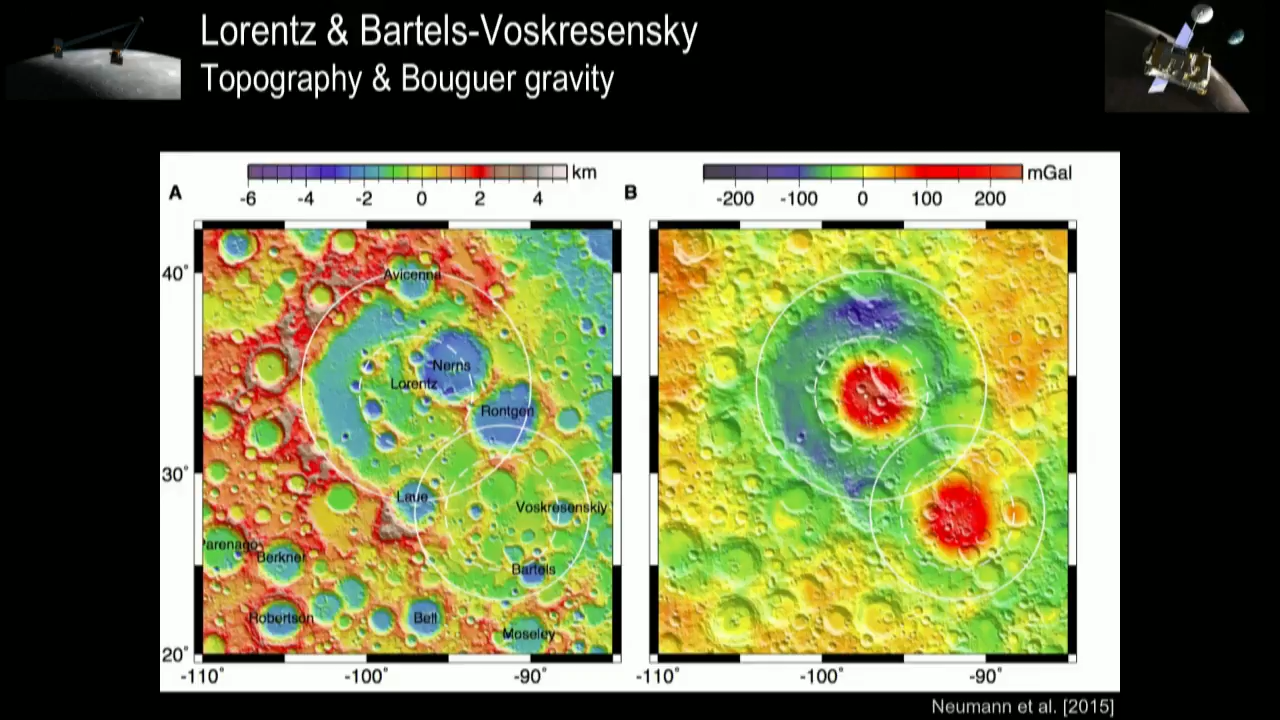 Lorentz & Bartels-Voskresensky
Topography & Bouguer gravity
A
km
-6 -4 -2 0 2 4
B
mGal
-200 -100 0 100 200
40°
30°
20°
Avicenna
Nerns
Lorentz
Rontgen
Laue
Voskresenskiy
Parenago
Berkner
Bartels
Robertson
Bell
Moseley
-110° -100° -90°
-110° -100° -90°
Neumann et al. [2015]